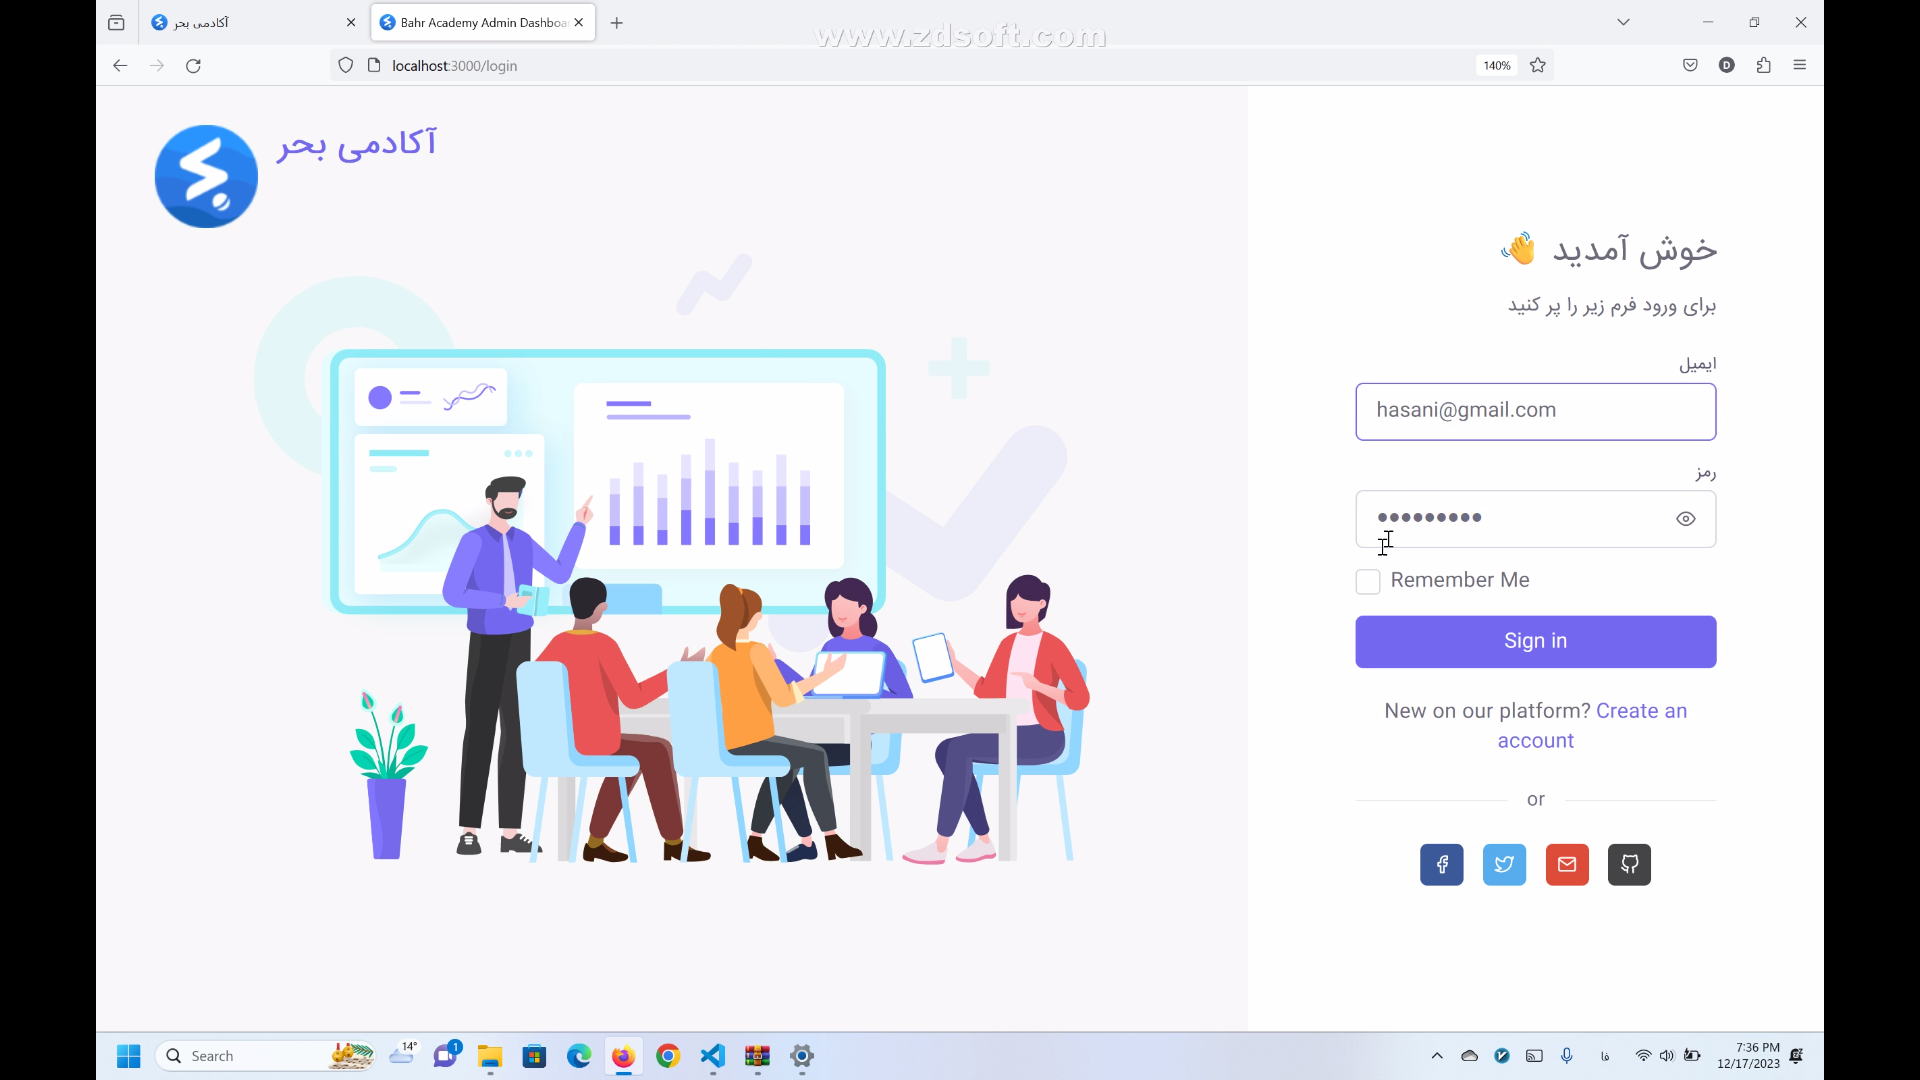 آکادمی بحر
Bahr Academy Admin Dashboa
www.zdsoft.com
localhost:3000/login
140%
D
آکادمی بحر
خوش آمدید 👋
برای ورود فرم زیر را پر کنید
ایمیل
hasani@gmail.com
رمز
•••••••••
Remember Me
Sign in
New on our platform? Create an
account
or
Search
14°
1
فا
7:36 PM
12/17/2023